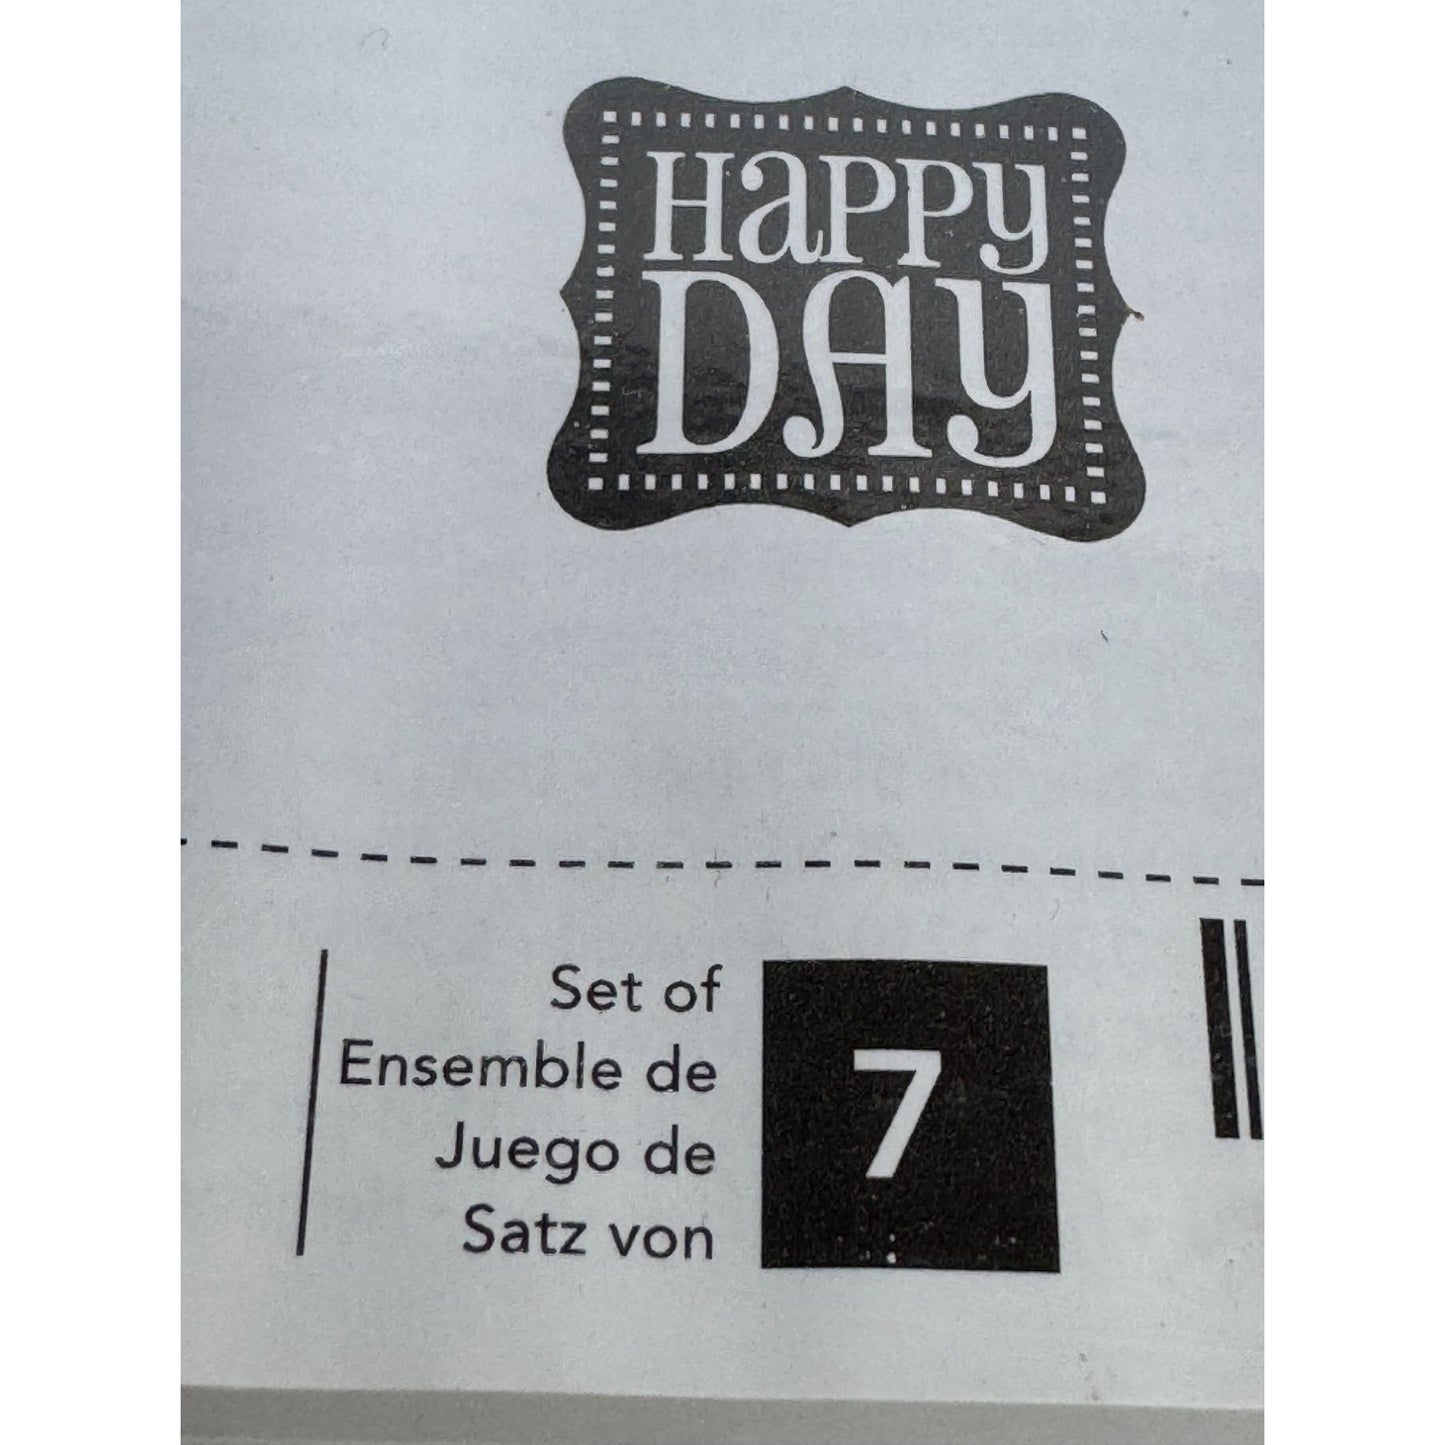 HAPPY
DAY
Set of
Ensemble de
Juego de
Satz von
7